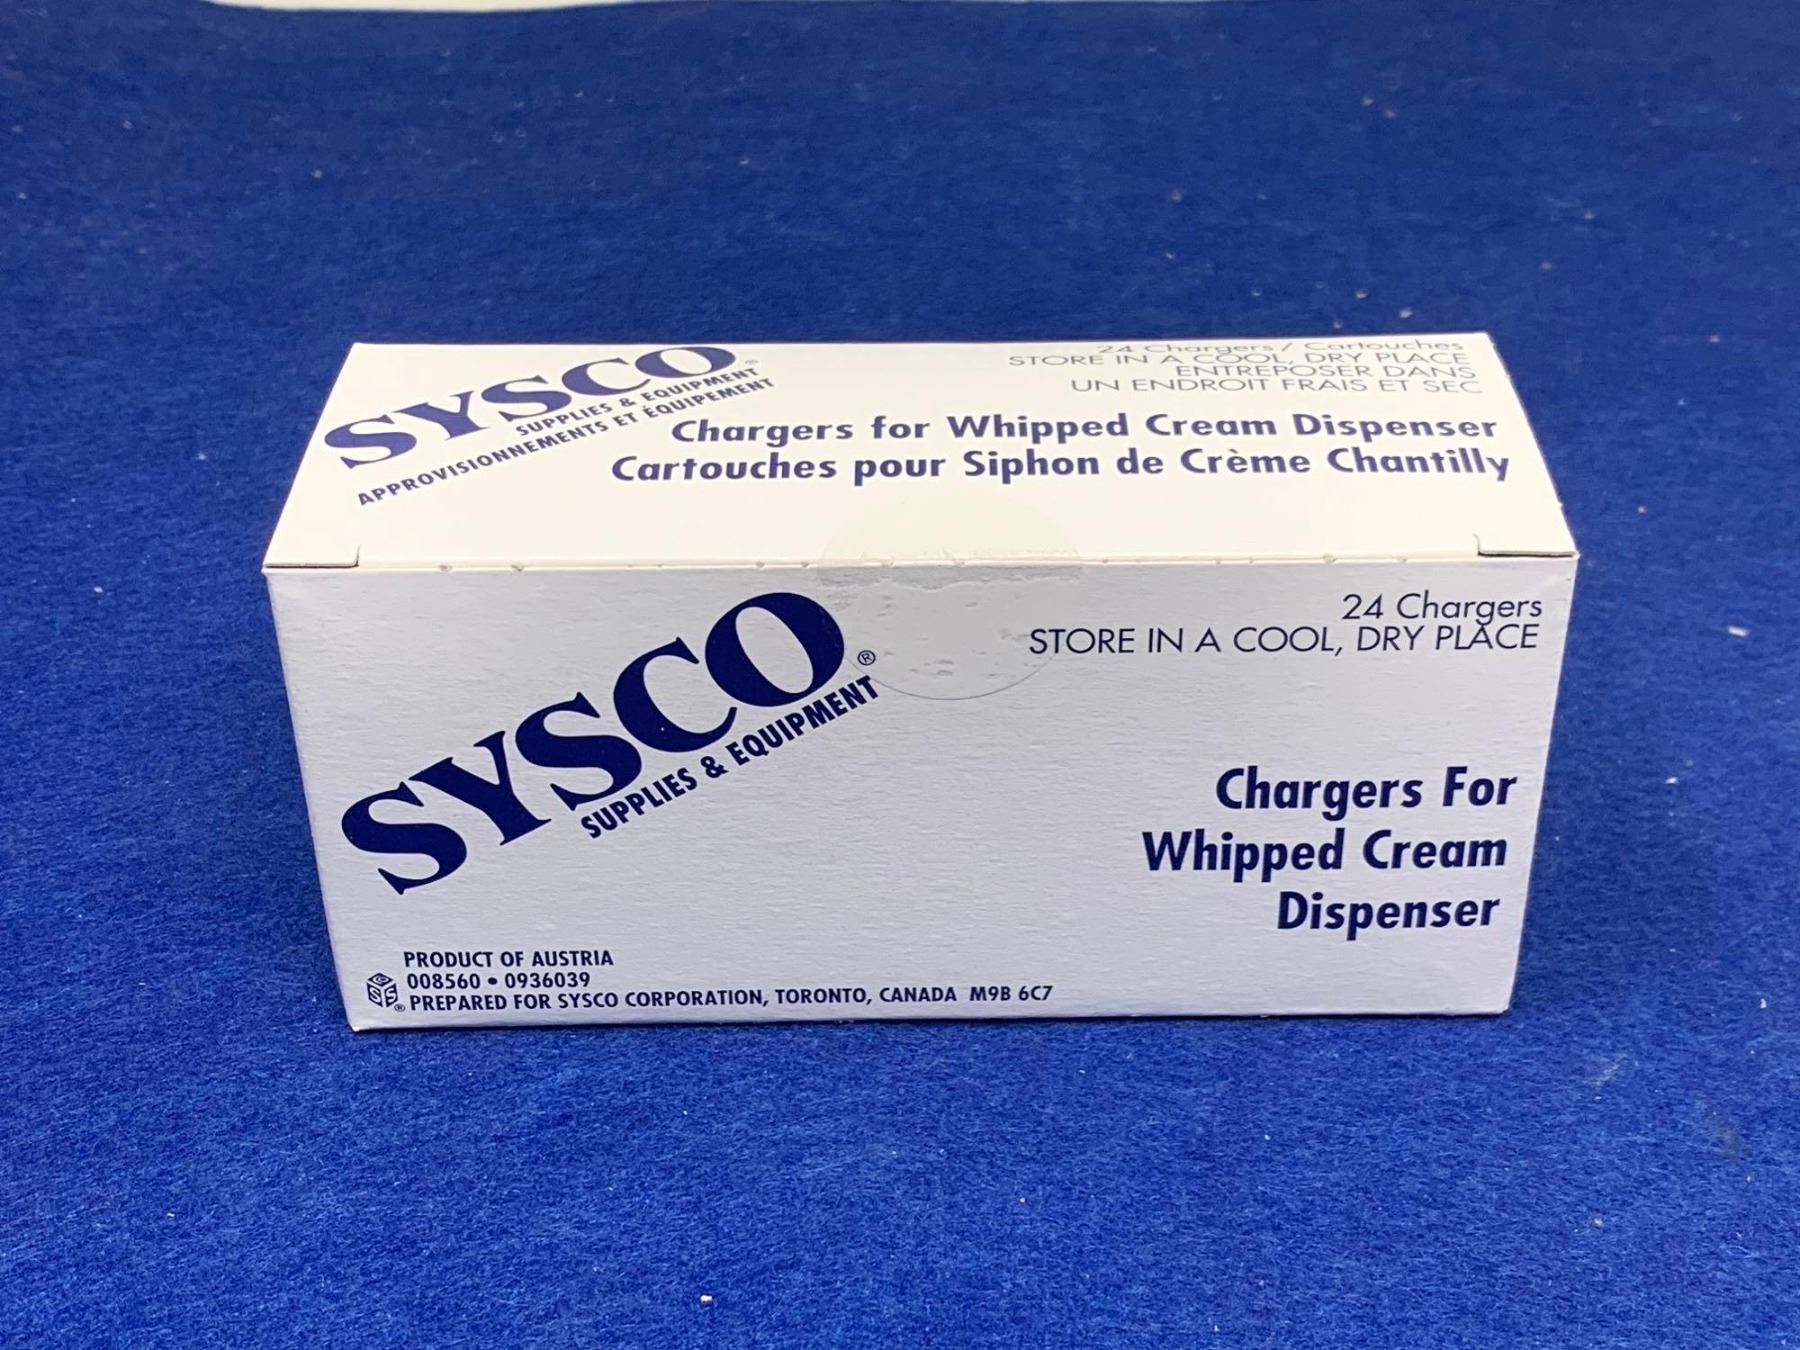 SYSCO®
SUPPLIES & EQUIPMENT
APPROVISIONNEMENTS ET ÉQUIPEMENT
24 Chargers / Cartouches
STORE IN A COOL, DRY PLACE
ENTREPOSER DANS
UN ENDROIT FRAIS ET SEC
Chargers for Whipped Cream Dispenser
Cartouches pour Siphon de Crème Chantilly
SYSCO®
SUPPLIES & EQUIPMENT
24 Chargers
STORE IN A COOL, DRY PLACE
Chargers For
Whipped Cream
Dispenser
PRODUCT OF AUSTRIA
008560 • 0936039
® PREPARED FOR SYSCO CORPORATION, TORONTO, CANADA M9B 6C7